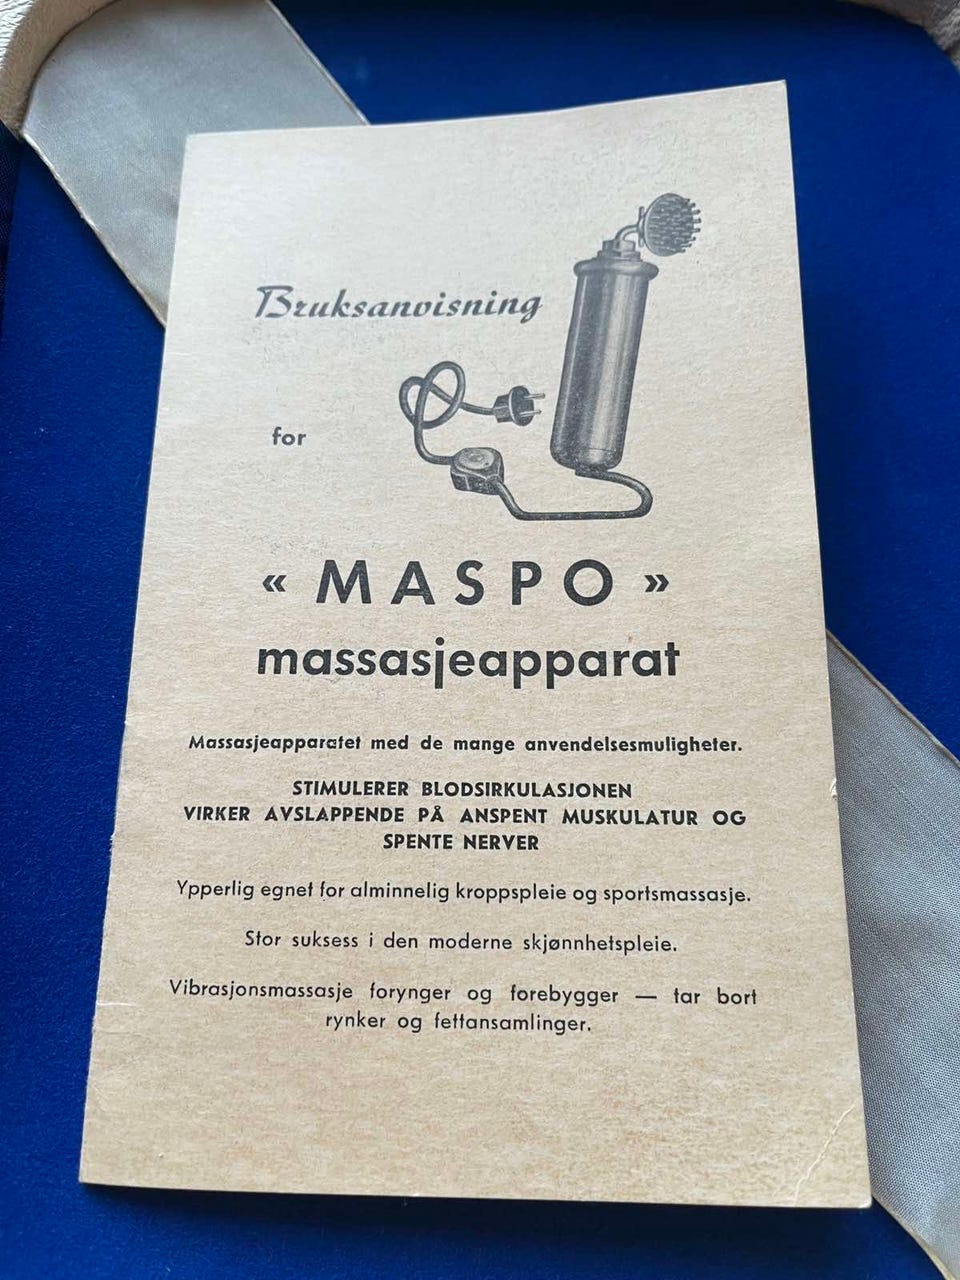 Bruksanvisning
for
« MASPO »
massasjeapparat
Massasjeapparatet med de mange anvendelsesmuligheter.
STIMULERER BLODSIRKULASJONEN
VIRKER AVSLAPPENDE PÅ ANSPENT MUSKULATUR OG
SPENTE NERVER
Ypperlig egnet for alminnelig kroppspleie og sportsmassasje.
Stor suksess i den moderne skjønnhetspleie.
Vibrasjonsmassasje forynger og forebygger — tar bort
rynker og fettansamlinger.